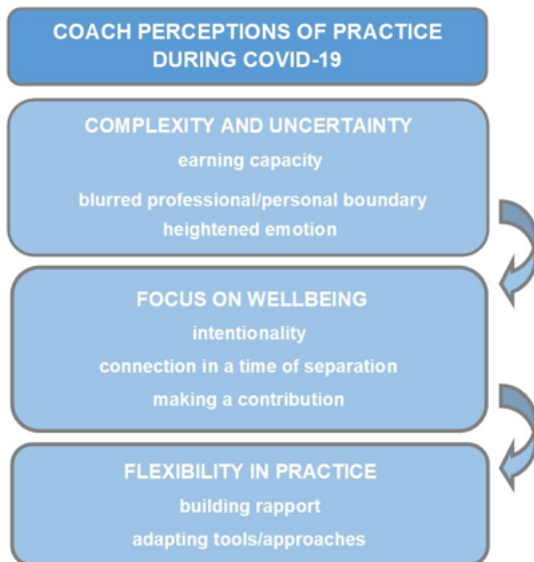 COACH PERCEPTIONS OF PRACTICE
DURING COVID-19
COMPLEXITY AND UNCERTAINTY
earning capacity
blurred professional/personal boundary
heightened emotion
FOCUS ON WELLBEING
intentionality
connection in a time of separation
making a contribution
FLEXIBILITY IN PRACTICE
building rapport
adapting tools/approaches